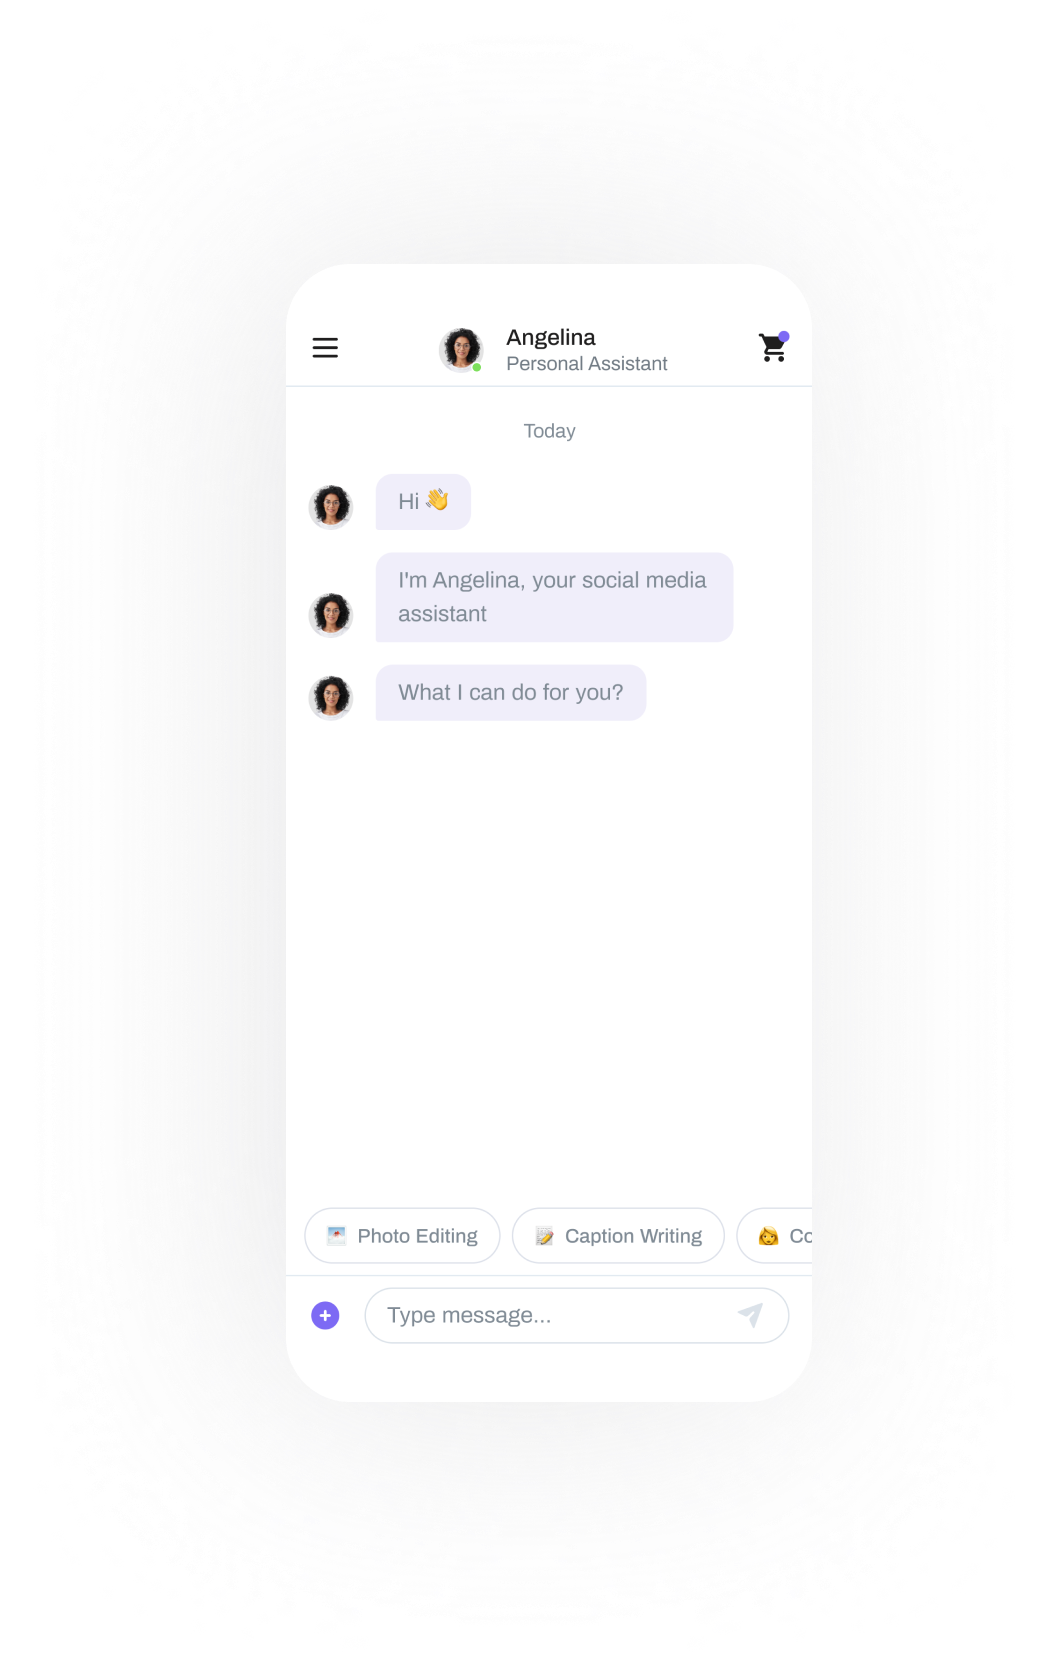 Angelina
Personal Assistant
Today
Hi 👋
I'm Angelina, your social media
assistant
What I can do for you?
Photo Editing
Caption Writing
Co
Type message...